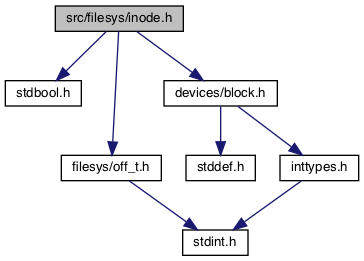 src/filesys/inode.h
stdbool.h
devices/block.h
filesys/off_t.h
stddef.h
inttypes.h
stdint.h